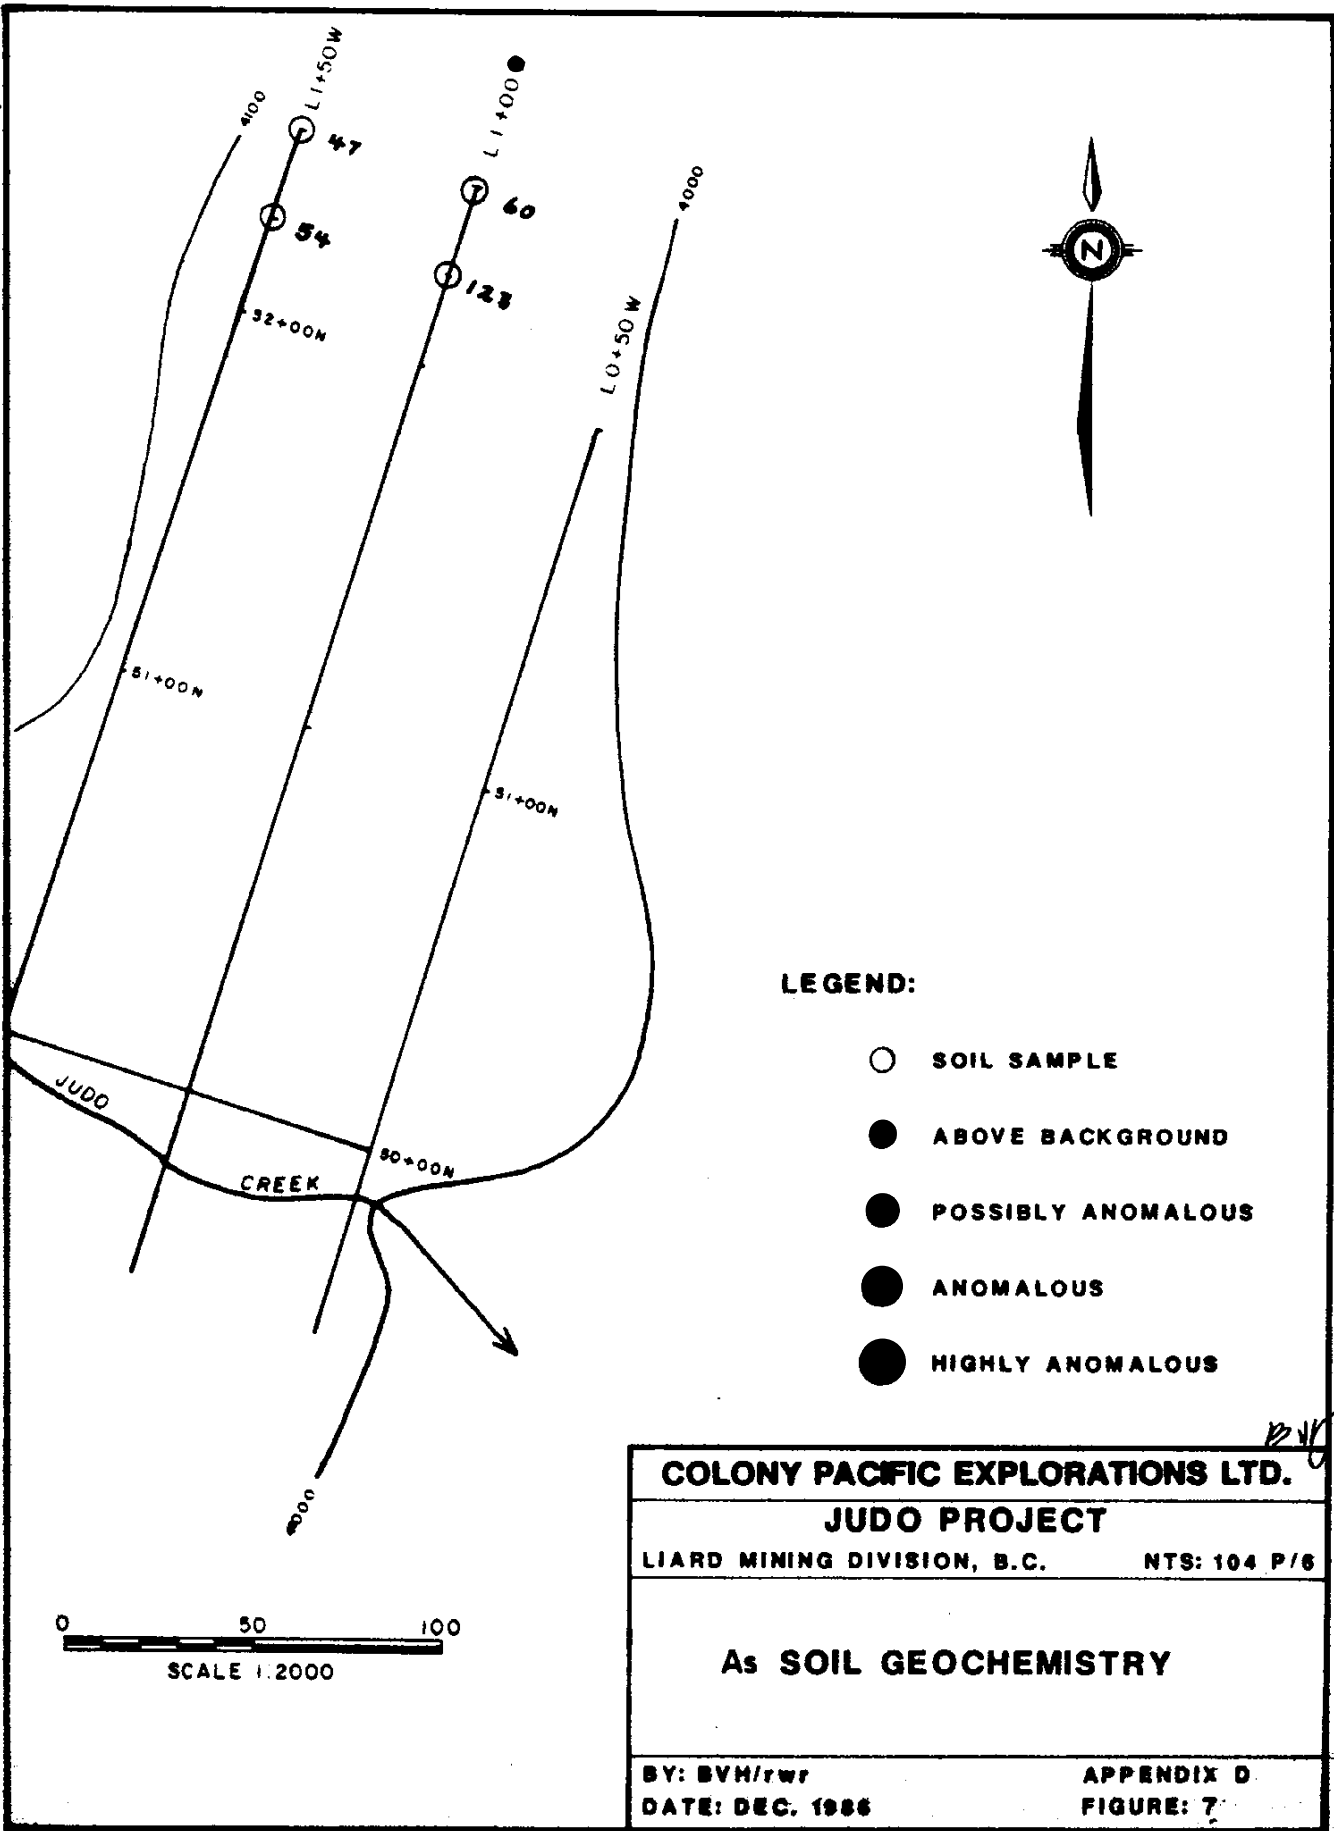 L1+50W
4100
47
L1+00
54
60
4000
123
52+00N
L0+50W
51+00N
51+00N
N
LEGEND:
SOIL SAMPLE
ABOVE BACKGROUND
POSSIBLY ANOMALOUS
ANOMALOUS
HIGHLY ANOMALOUS
JUDO
CREEK
50+00N
COLONY PACIFIC EXPLORATIONS LTD.
JUDO PROJECT
LIARD MINING DIVISION, B.C. NTS: 104 P/6
0 50 100
SCALE 1:2000
As SOIL GEOCHEMISTRY
BY: BVH/rwr APPENDIX D
DATE: DEC. 1986 FIGURE: 7